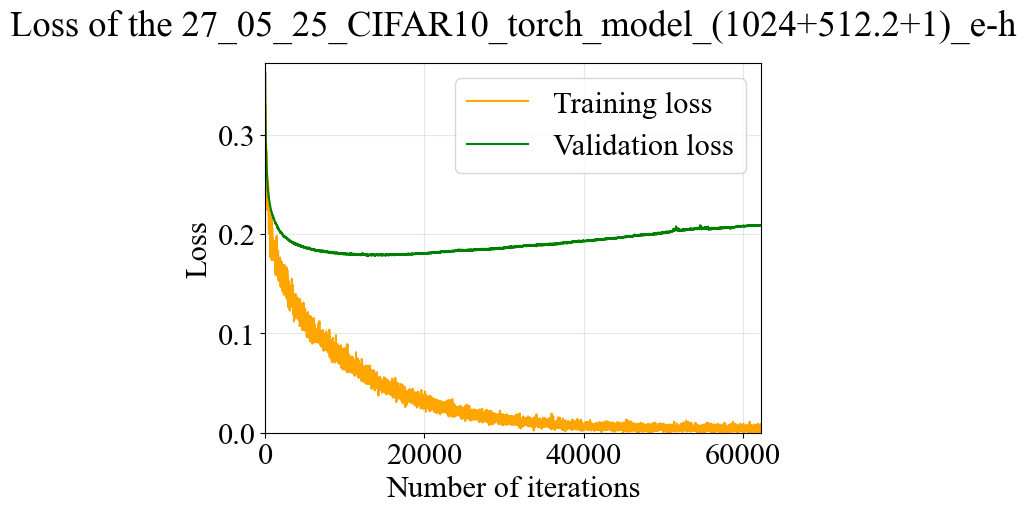 Loss of the 27_05_25_CIFAR10_torch_model_(1024+512.2+1)_e-h
Training loss
Validation loss
0.3
0.2
0.1
0.0
Loss
0
20000
40000
60000
Number of iterations